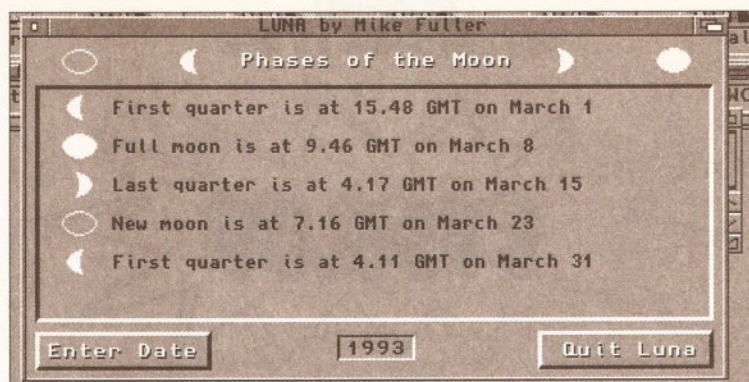 LUNA by Mike Fuller
Phases of the Moon
First quarter is at 15.48 GMT on March 1
Full moon is at 9.46 GMT on March 8
Last quarter is at 4.17 GMT on March 15
New moon is at 7.16 GMT on March 23
First quarter is at 4.11 GMT on March 31
Enter Date
1993
Quit Luna